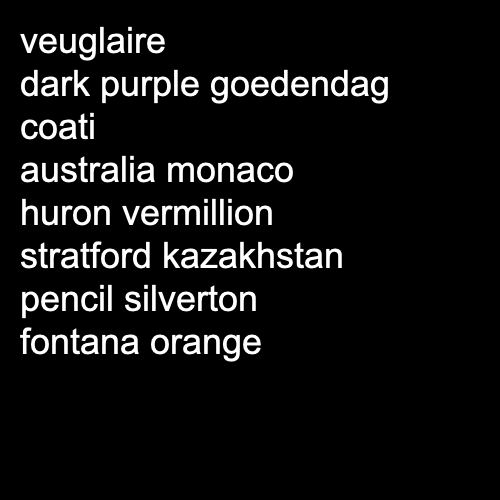 veuglaire
dark purple goedendag
coati
australia monaco
huron vermillion
stratford kazakhstan
pencil silverton
fontana orange